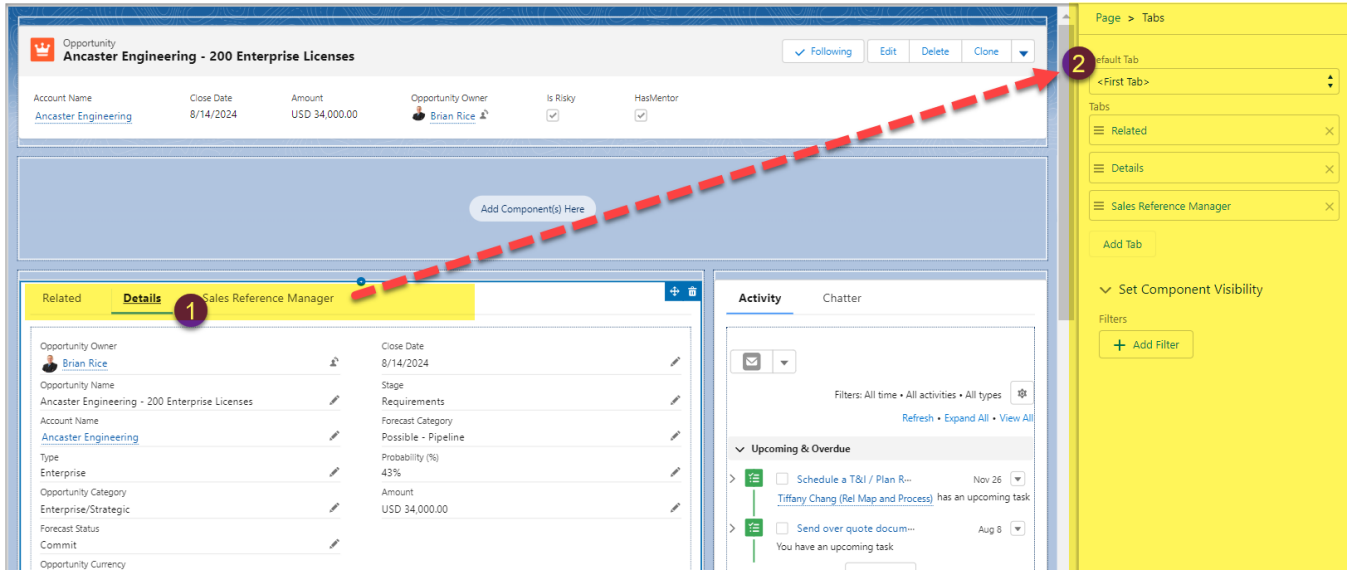 Opportunity
Ancaster Engineering - 200 Enterprise Licenses
Following Edit Delete Clone
Account Name Close Date Amount Opportunity Owner Is Risky HasMentor
Ancaster Engineering 8/14/2024 USD 34,000.00 Brian Rice
Add Component(s) Here
Related Details Sales Reference Manager
1
Opportunity Owner Close Date
Brian Rice 8/14/2024
Opportunity Name Stage
Ancaster Engineering - 200 Enterprise Licenses Requirements
Account Name Forecast Category
Ancaster Engineering Possible - Pipeline
Type Probability (%)
Enterprise 43%
Opportunity Category Amount
Enterprise/Strategic USD 34,000.00
Forecast Status
Commit
Opportunity Currency
Activity Chatter
Filters: All time • All activities • All types
Refresh • Expand All • View All
Upcoming & Overdue
Schedule a T&I / Plan R... Nov 26
Tiffany Chang (Rel Map and Process) has an upcoming task
Send over quote docum... Aug 8
You have an upcoming task
Page > Tabs
2
efault Tab
<First Tab>
Tabs
Related
Details
Sales Reference Manager
Add Tab
Set Component Visibility
Filters
+ Add Filter